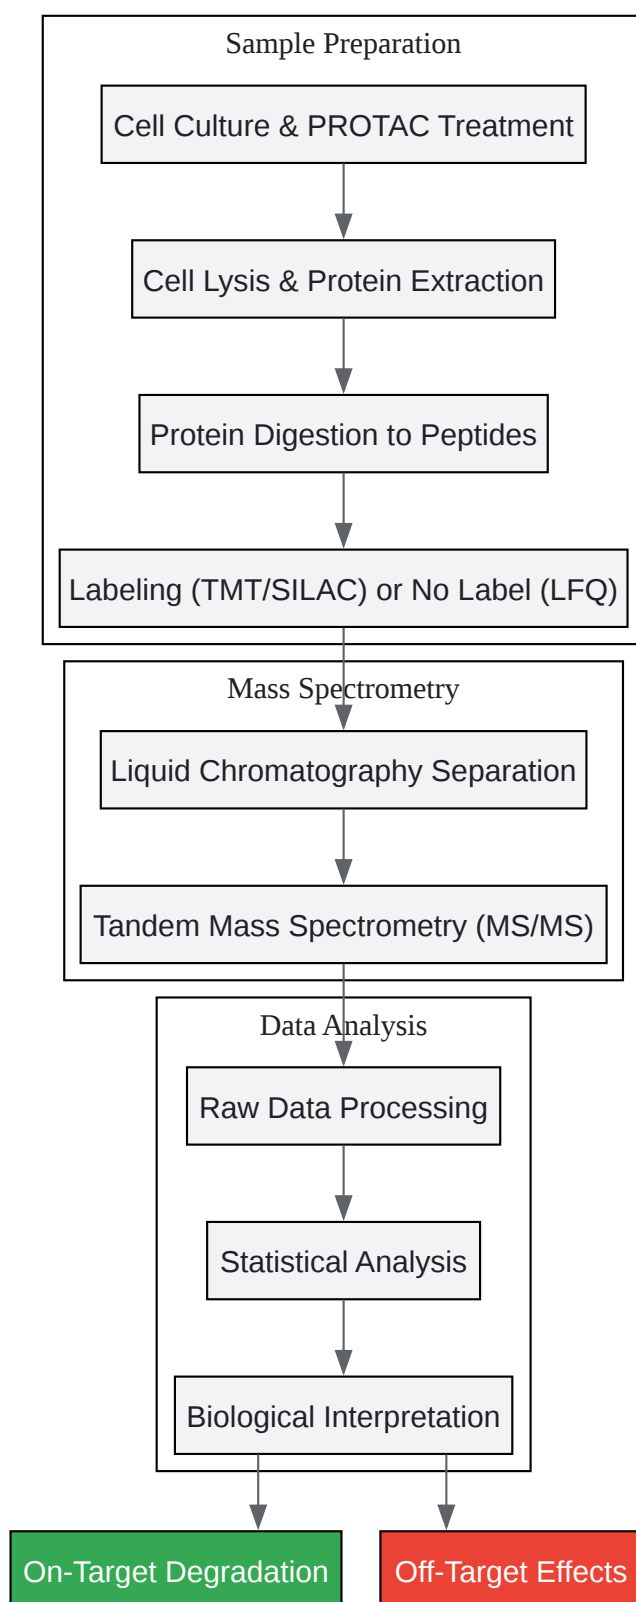 Sample Preparation
Cell Culture & PROTAC Treatment
Cell Lysis & Protein Extraction
Protein Digestion to Peptides
Labeling (TMT/SILAC) or No Label (LFQ)
Mass Spectrometry
Liquid Chromatography Separation
Tandem Mass Spectrometry (MS/MS)
Data Analysis
Raw Data Processing
Statistical Analysis
Biological Interpretation
On-Target Degradation
Off-Target Effects